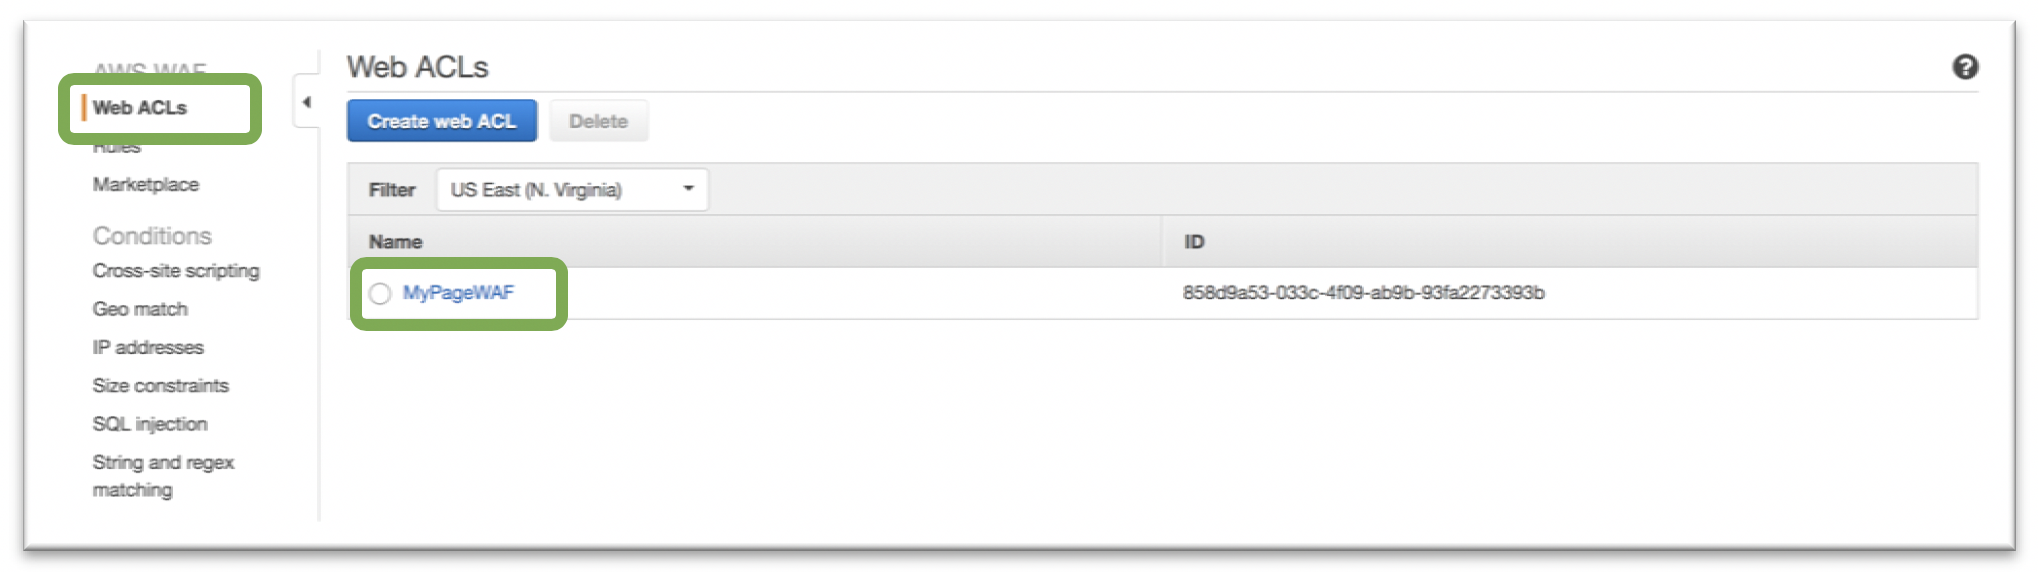 AWS WAF
Web ACLs
Rules
Marketplace
Conditions
Cross-site scripting
Geo match
IP addresses
Size constraints
SQL injection
String and regex
matching
Web ACLs
Create web ACL Delete
Filter US East (N. Virginia)
Name ID
MyPageWAF 858d9a53-033c-4f09-ab9b-93fa2273393b